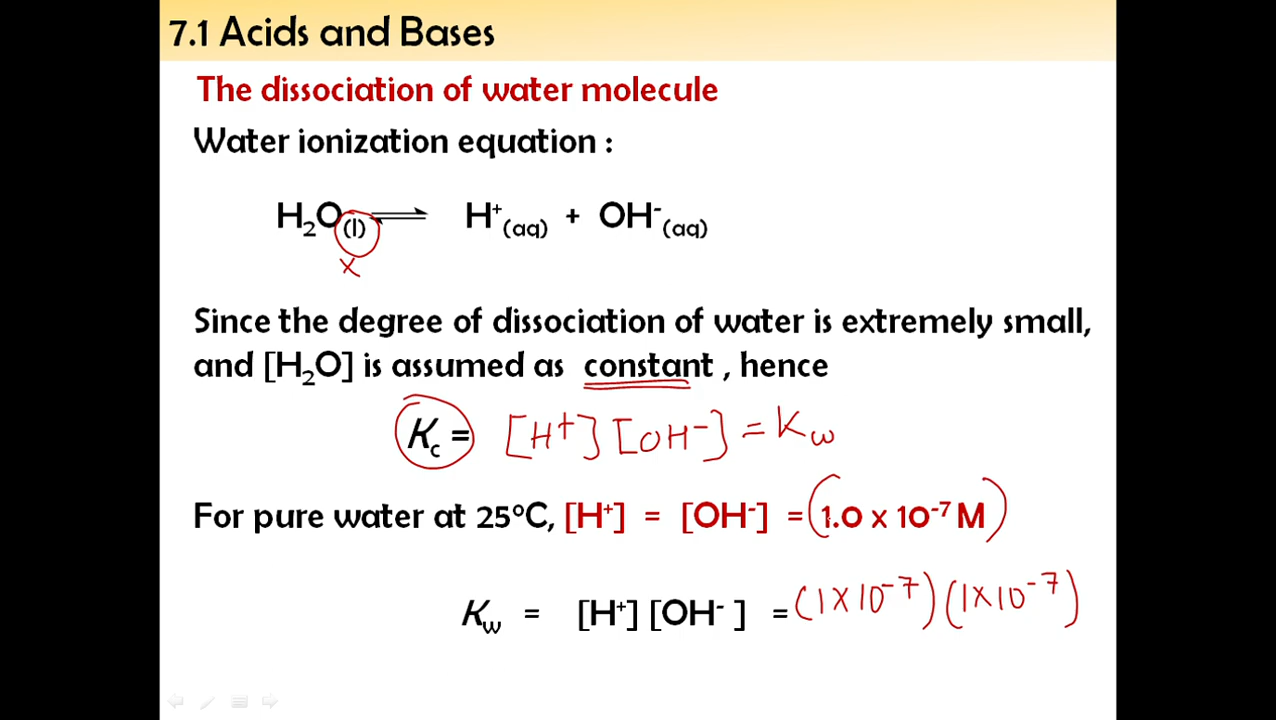 7.1 Acids and Bases
The dissociation of water molecule
Water ionization equation :
H₂O(l) ⇌ H⁺(aq) + OH⁻(aq)
x
Since the degree of dissociation of water is extremely small,
and [H₂O] is assumed as constant , hence
Kc = [H⁺] [OH⁻] = Kw
For pure water at 25°C, [H⁺] = [OH⁻] = (1.0 x 10⁻⁷ M)
Kw = [H⁺] [OH⁻ ] = (1x10⁻⁷) (1x10⁻⁷)